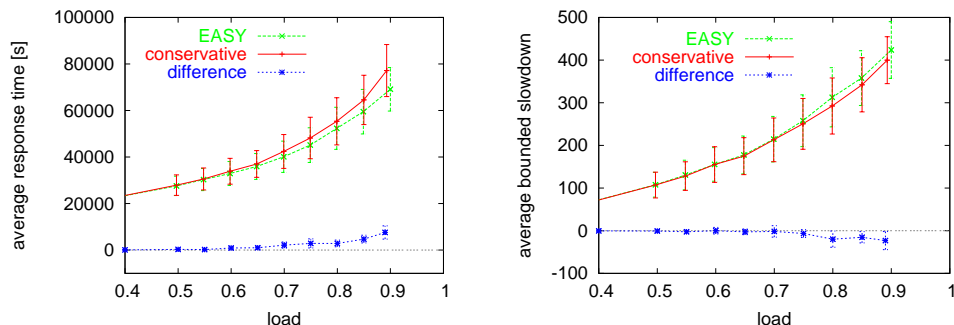 average response time [s]
100000
80000
60000
40000
20000
0
EASY
conservative
difference
0.4 0.5 0.6 0.7 0.8 0.9 1
load
average bounded slowdown
500
400
300
200
100
0
-100
EASY
conservative
difference
0.4 0.5 0.6 0.7 0.8 0.9 1
load